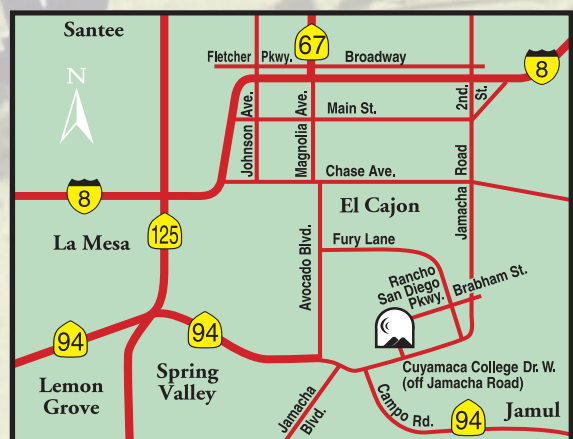 Santee
67
Fletcher Pkwy. Broadway
8
N
Johnson Ave.
Magnolia Ave.
2nd. St.
Main St.
Chase Ave.
8
125
El Cajon
Jamacha Road
La Mesa
Avocado Blvd.
Fury Lane
Rancho
San Diego
Pkwy.
Brabham St.
94
94
Cuyamaca College Dr. W.
(off Jamacha Road)
Lemon
Grove
Spring
Valley
Jamacha
Blvd.
Campo Rd.
94
Jamul